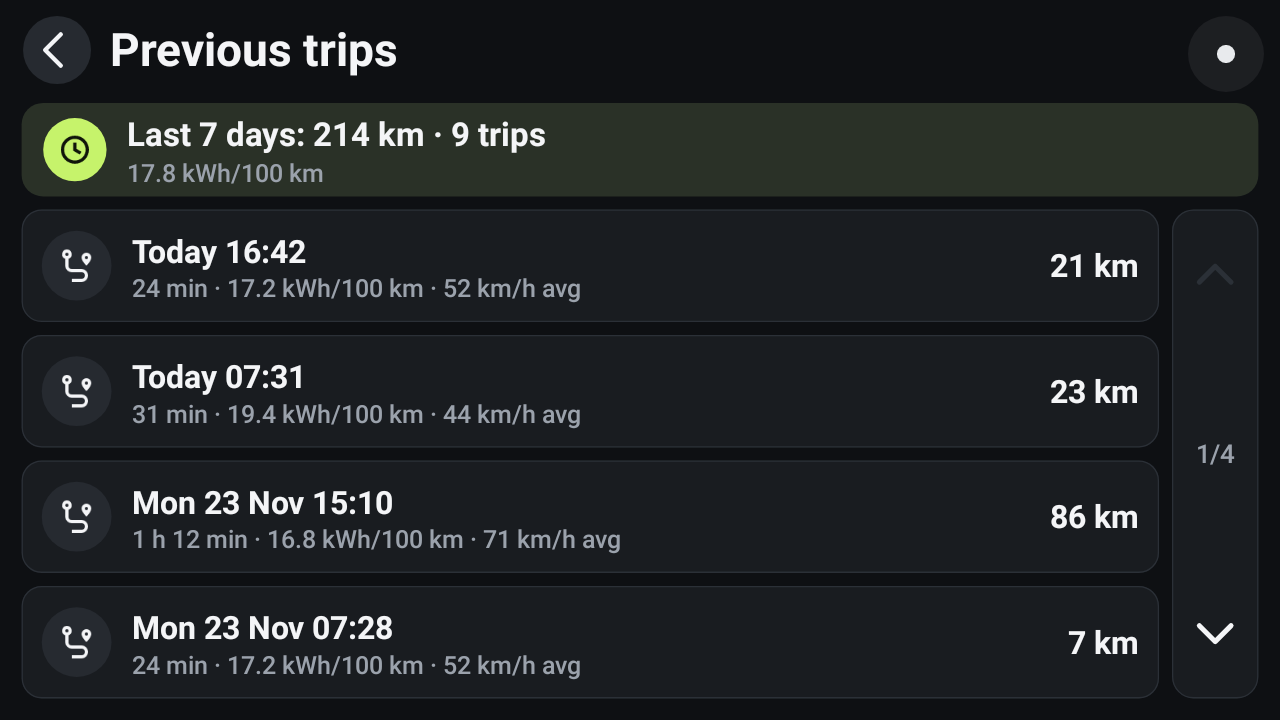 Previous trips
Last 7 days: 214 km · 9 trips
17.8 kWh/100 km
Today 16:42
24 min · 17.2 kWh/100 km · 52 km/h avg
21 km
Today 07:31
31 min · 19.4 kWh/100 km · 44 km/h avg
23 km
Mon 23 Nov 15:10
1 h 12 min · 16.8 kWh/100 km · 71 km/h avg
86 km
Mon 23 Nov 07:28
24 min · 17.2 kWh/100 km · 52 km/h avg
7 km
1/4